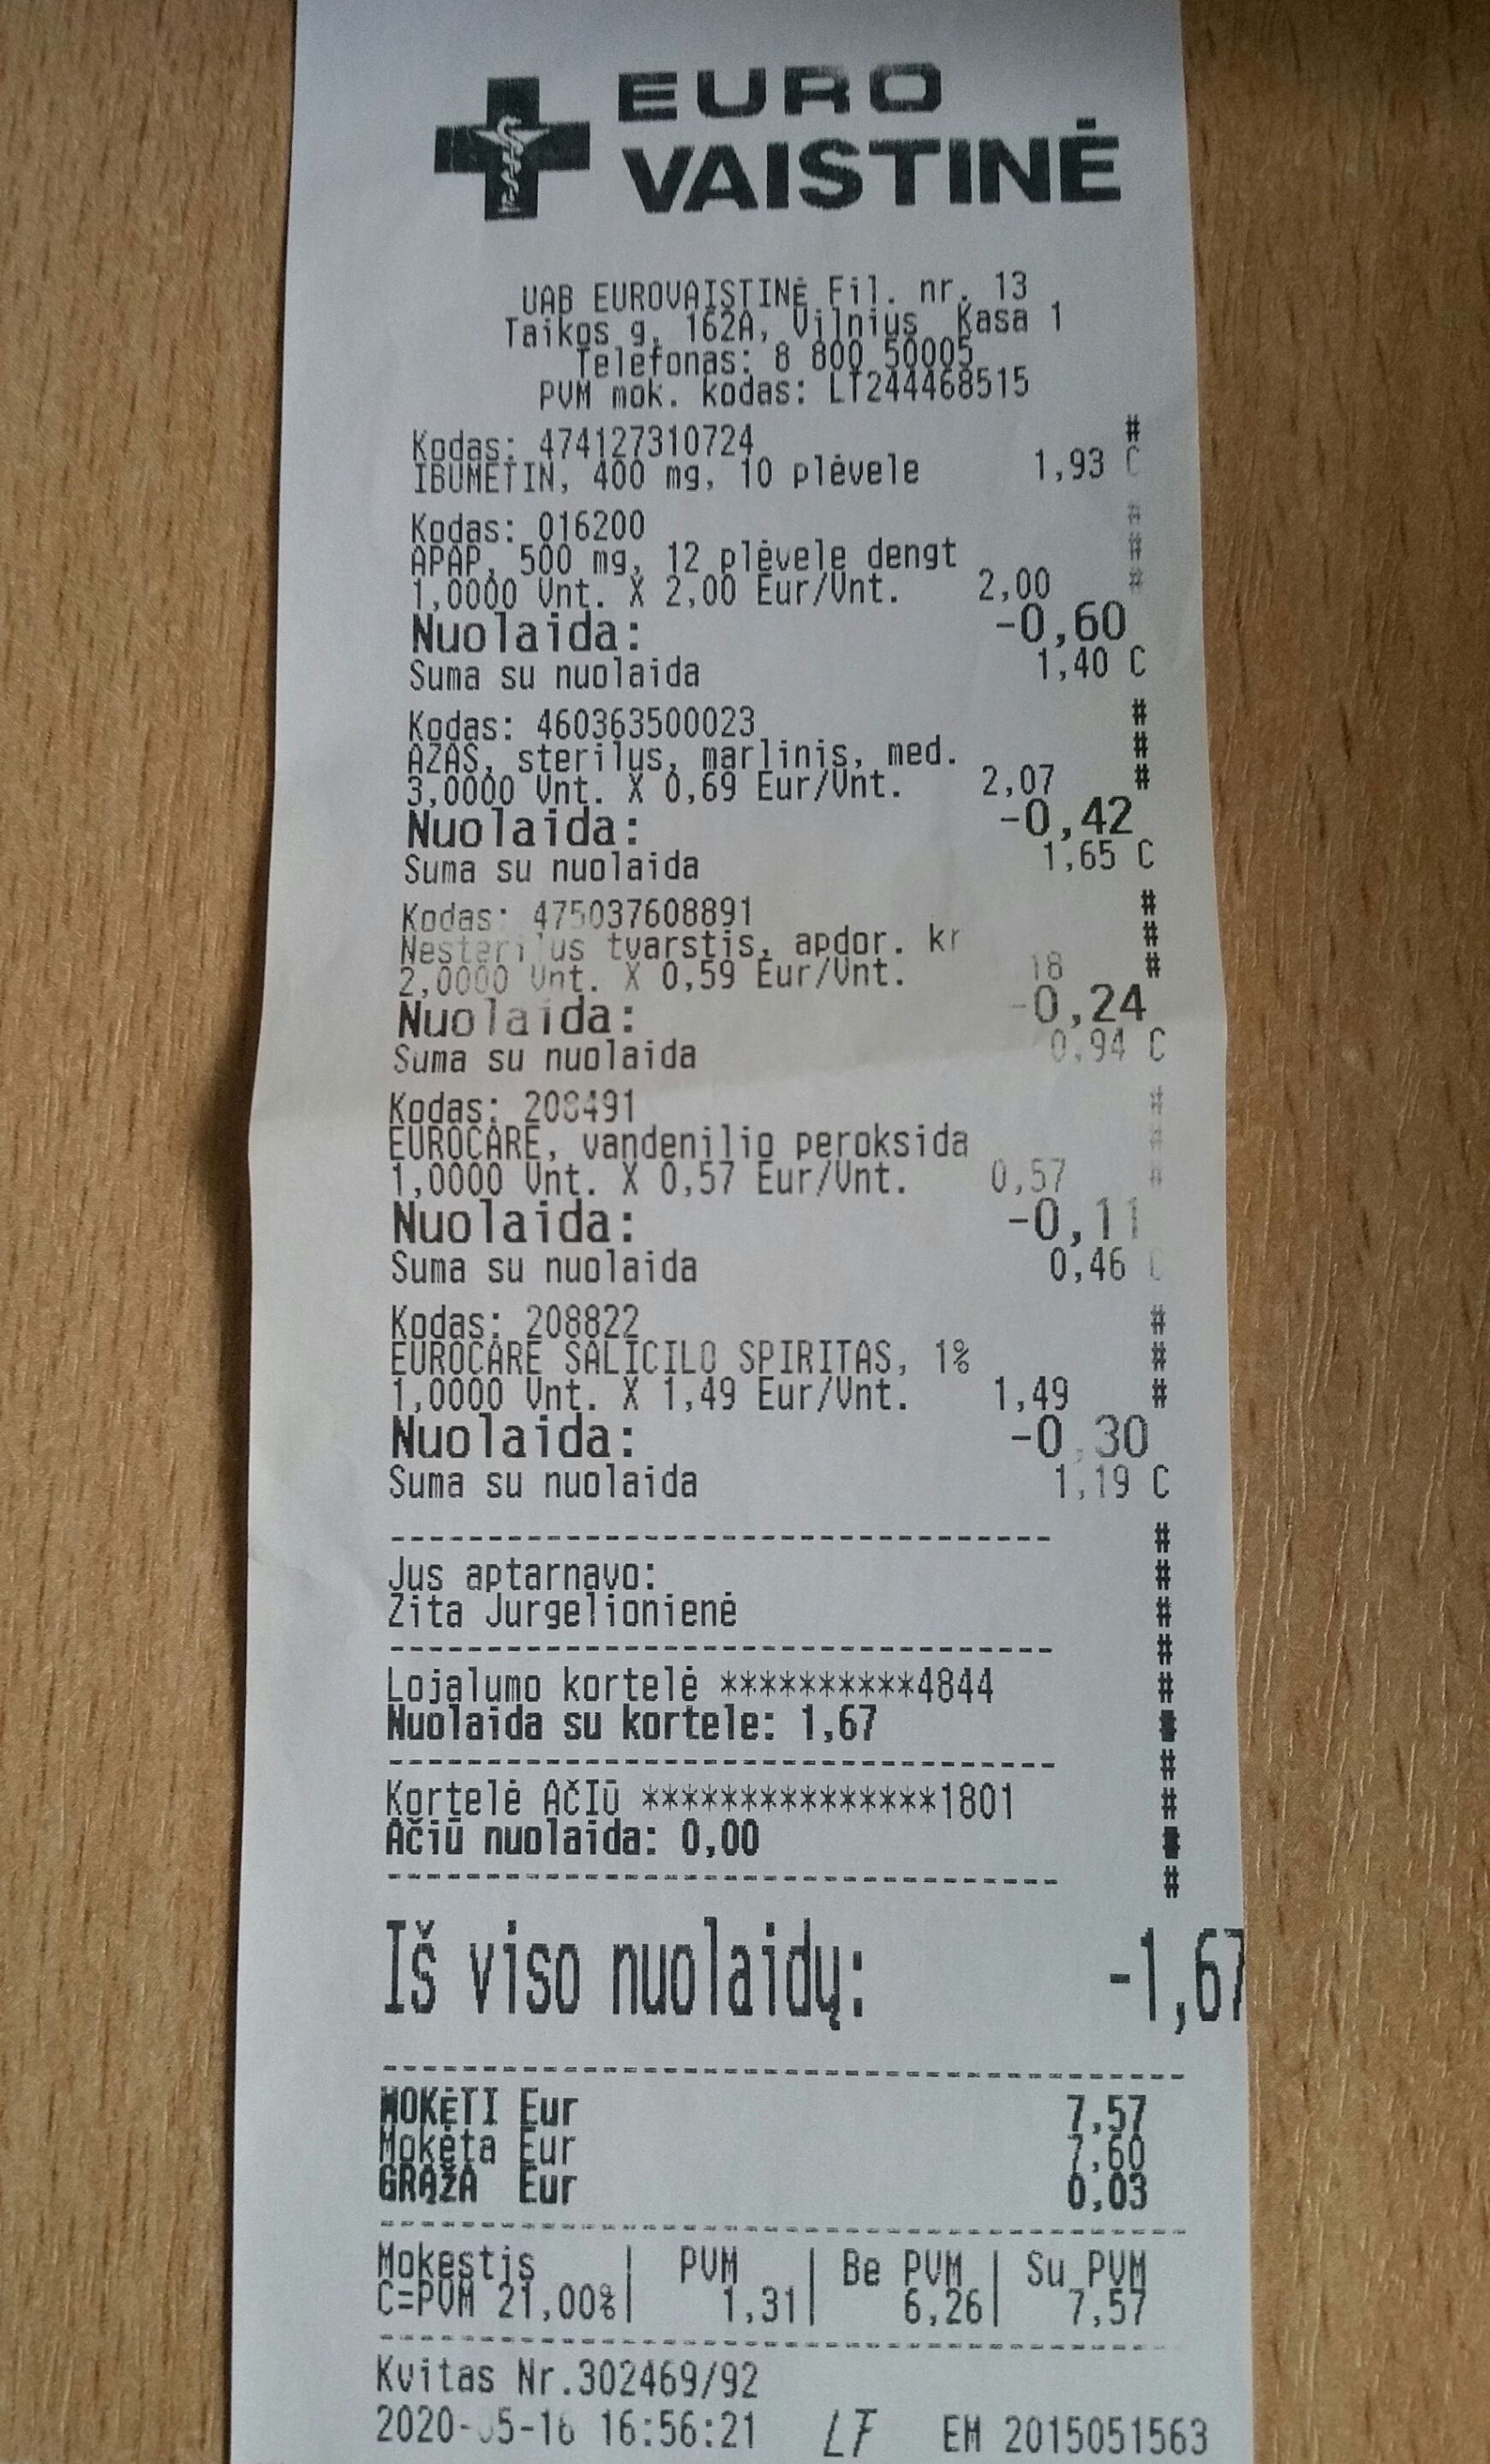 EURO
VAISTINĖ
UAB EUROVAISTINĖ Fil. nr. 13
Taikos g. 162A, Vilnius Kasa 1
Telefonas: 8 800 50005
PVM mok. kodas: LT244468515
#
Kodas: 474127310724
IBUMETIN, 400 mg, 10 plėvele 1,93 C
Kodas: 016200 #
APAP, 500 mg, 12 plėvele dengt #
1,0000 Vnt. X 2,00 Eur/Vnt. 2,00 #
Nuolaida: -0,60
Suma su nuolaida 1,40 C
Kodas: 460363500023 #
AZAS, sterilus, marlinis, med. #
3,0000 Vnt. X 0,69 Eur/Vnt. 2,07 #
Nuolaida: -0,42
Suma su nuolaida 1,65 C
Kodas: 475037608891 #
Nesterilus tvarstis, apdor. kr #
2,0000 Vnt. X 0,59 Eur/Vnt. 18 #
Nuolaida: -0,24
Suma su nuolaida 0,94 C
Kodas: 208491 #
EUROCARE, vandenilio peroksida #
1,0000 Vnt. X 0,57 Eur/Vnt. 0,57 #
Nuolaida: -0,11
Suma su nuolaida 0,46 C
Kodas: 208822 #
EUROCARE SALICILO SPIRITAS, 1% #
1,0000 Vnt. X 1,49 Eur/Vnt. 1,49 #
Nuolaida: -0,30
Suma su nuolaida 1,19 C
-------------------------------- #
Jus aptarnavo: #
Zita Jurgelionienė #
-------------------------------- #
Lojalumo kortelė **********4844 #
Nuolaida su kortele: 1,67 #
-------------------------------- #
Kortelė AČIŪ ***************1801 #
Ačiū nuolaida: 0,00 #
-------------------------------- #
Iš viso nuolaidų: -1,67
--------------------------------
MOKĖTI Eur 7,57
Mokėta Eur 7,60
GRĄŽA Eur 0,03
--------------------------------
Mokestis | PVM | Be PVM | Su PVM
C=PVM 21,00% | 1,31 | 6,26 | 7,57
--------------------------------
Kvitas Nr.302469/92
2020-05-16 16:56:21 LF EM 2015051563